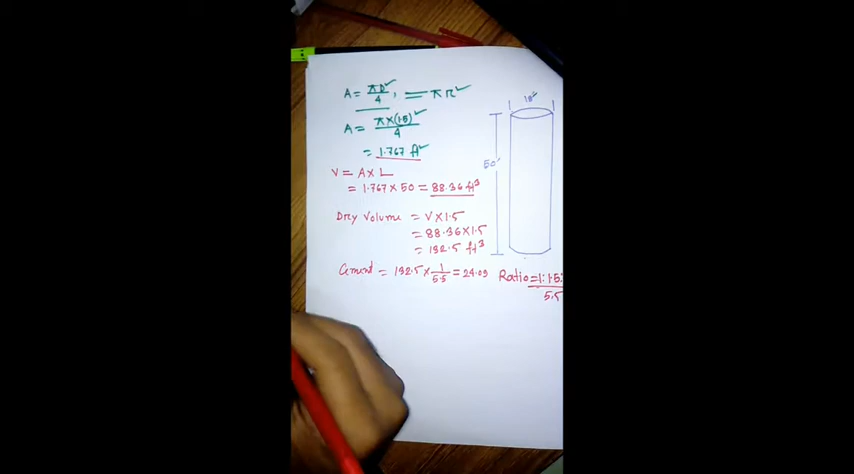 A = πD²/4, = πr²
A = π×(1.5)²/4
= 1.767 ft²
V = A×L
= 1.767×50 = 88.36 ft³
Dry Volume = V×1.5
= 88.36×1.5
= 132.5 ft³
Cement = 132.5×1/5.5 = 24.09
18"
50'
Ratio = 1:1.5:
5.5